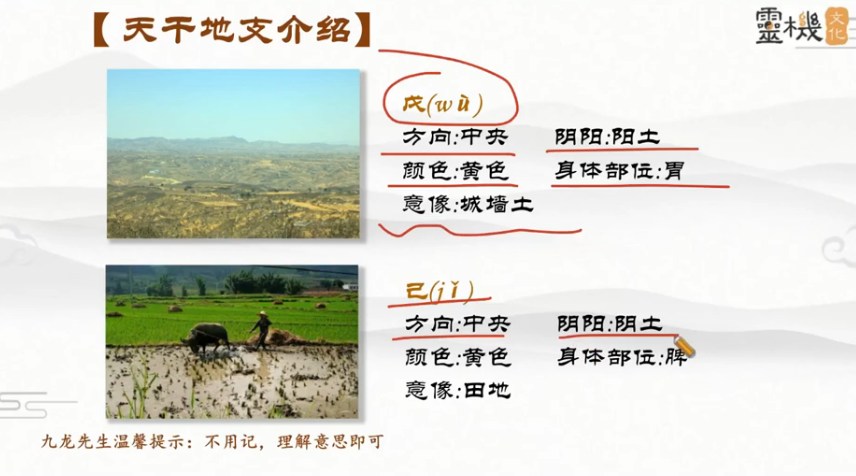 【天干地支介绍】
靈機
文化
戊(wù)
方向:中央 阴阳:阳土
颜色:黄色 身体部位:胃
意像:城墙土
己(jǐ)
方向:中央 阴阳:阴土
颜色:黄色 身体部位:脾
意像:田地
九龙先生温馨提示：不用记，理解意思即可